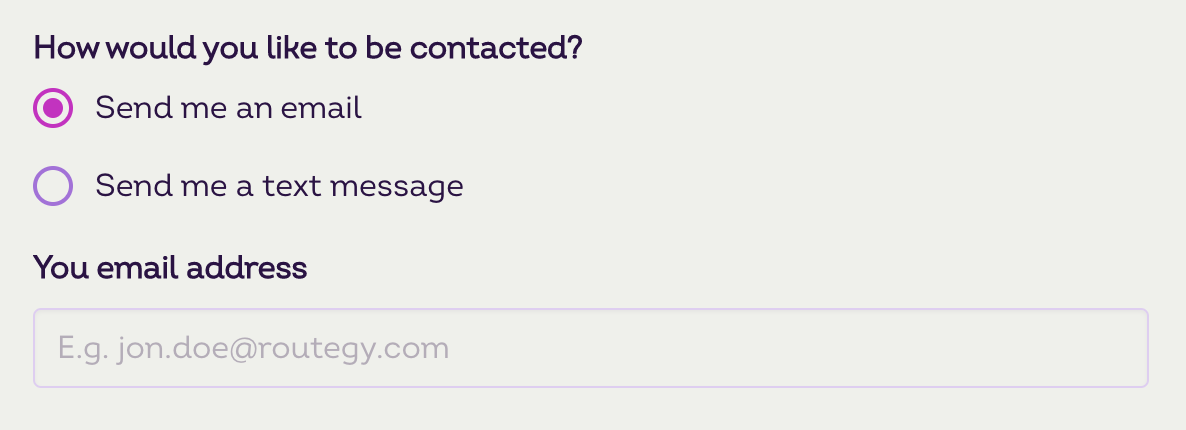 How would you like to be contacted?
Send me an email
Send me a text message
You email address
E.g. jon.doe@routegy.com